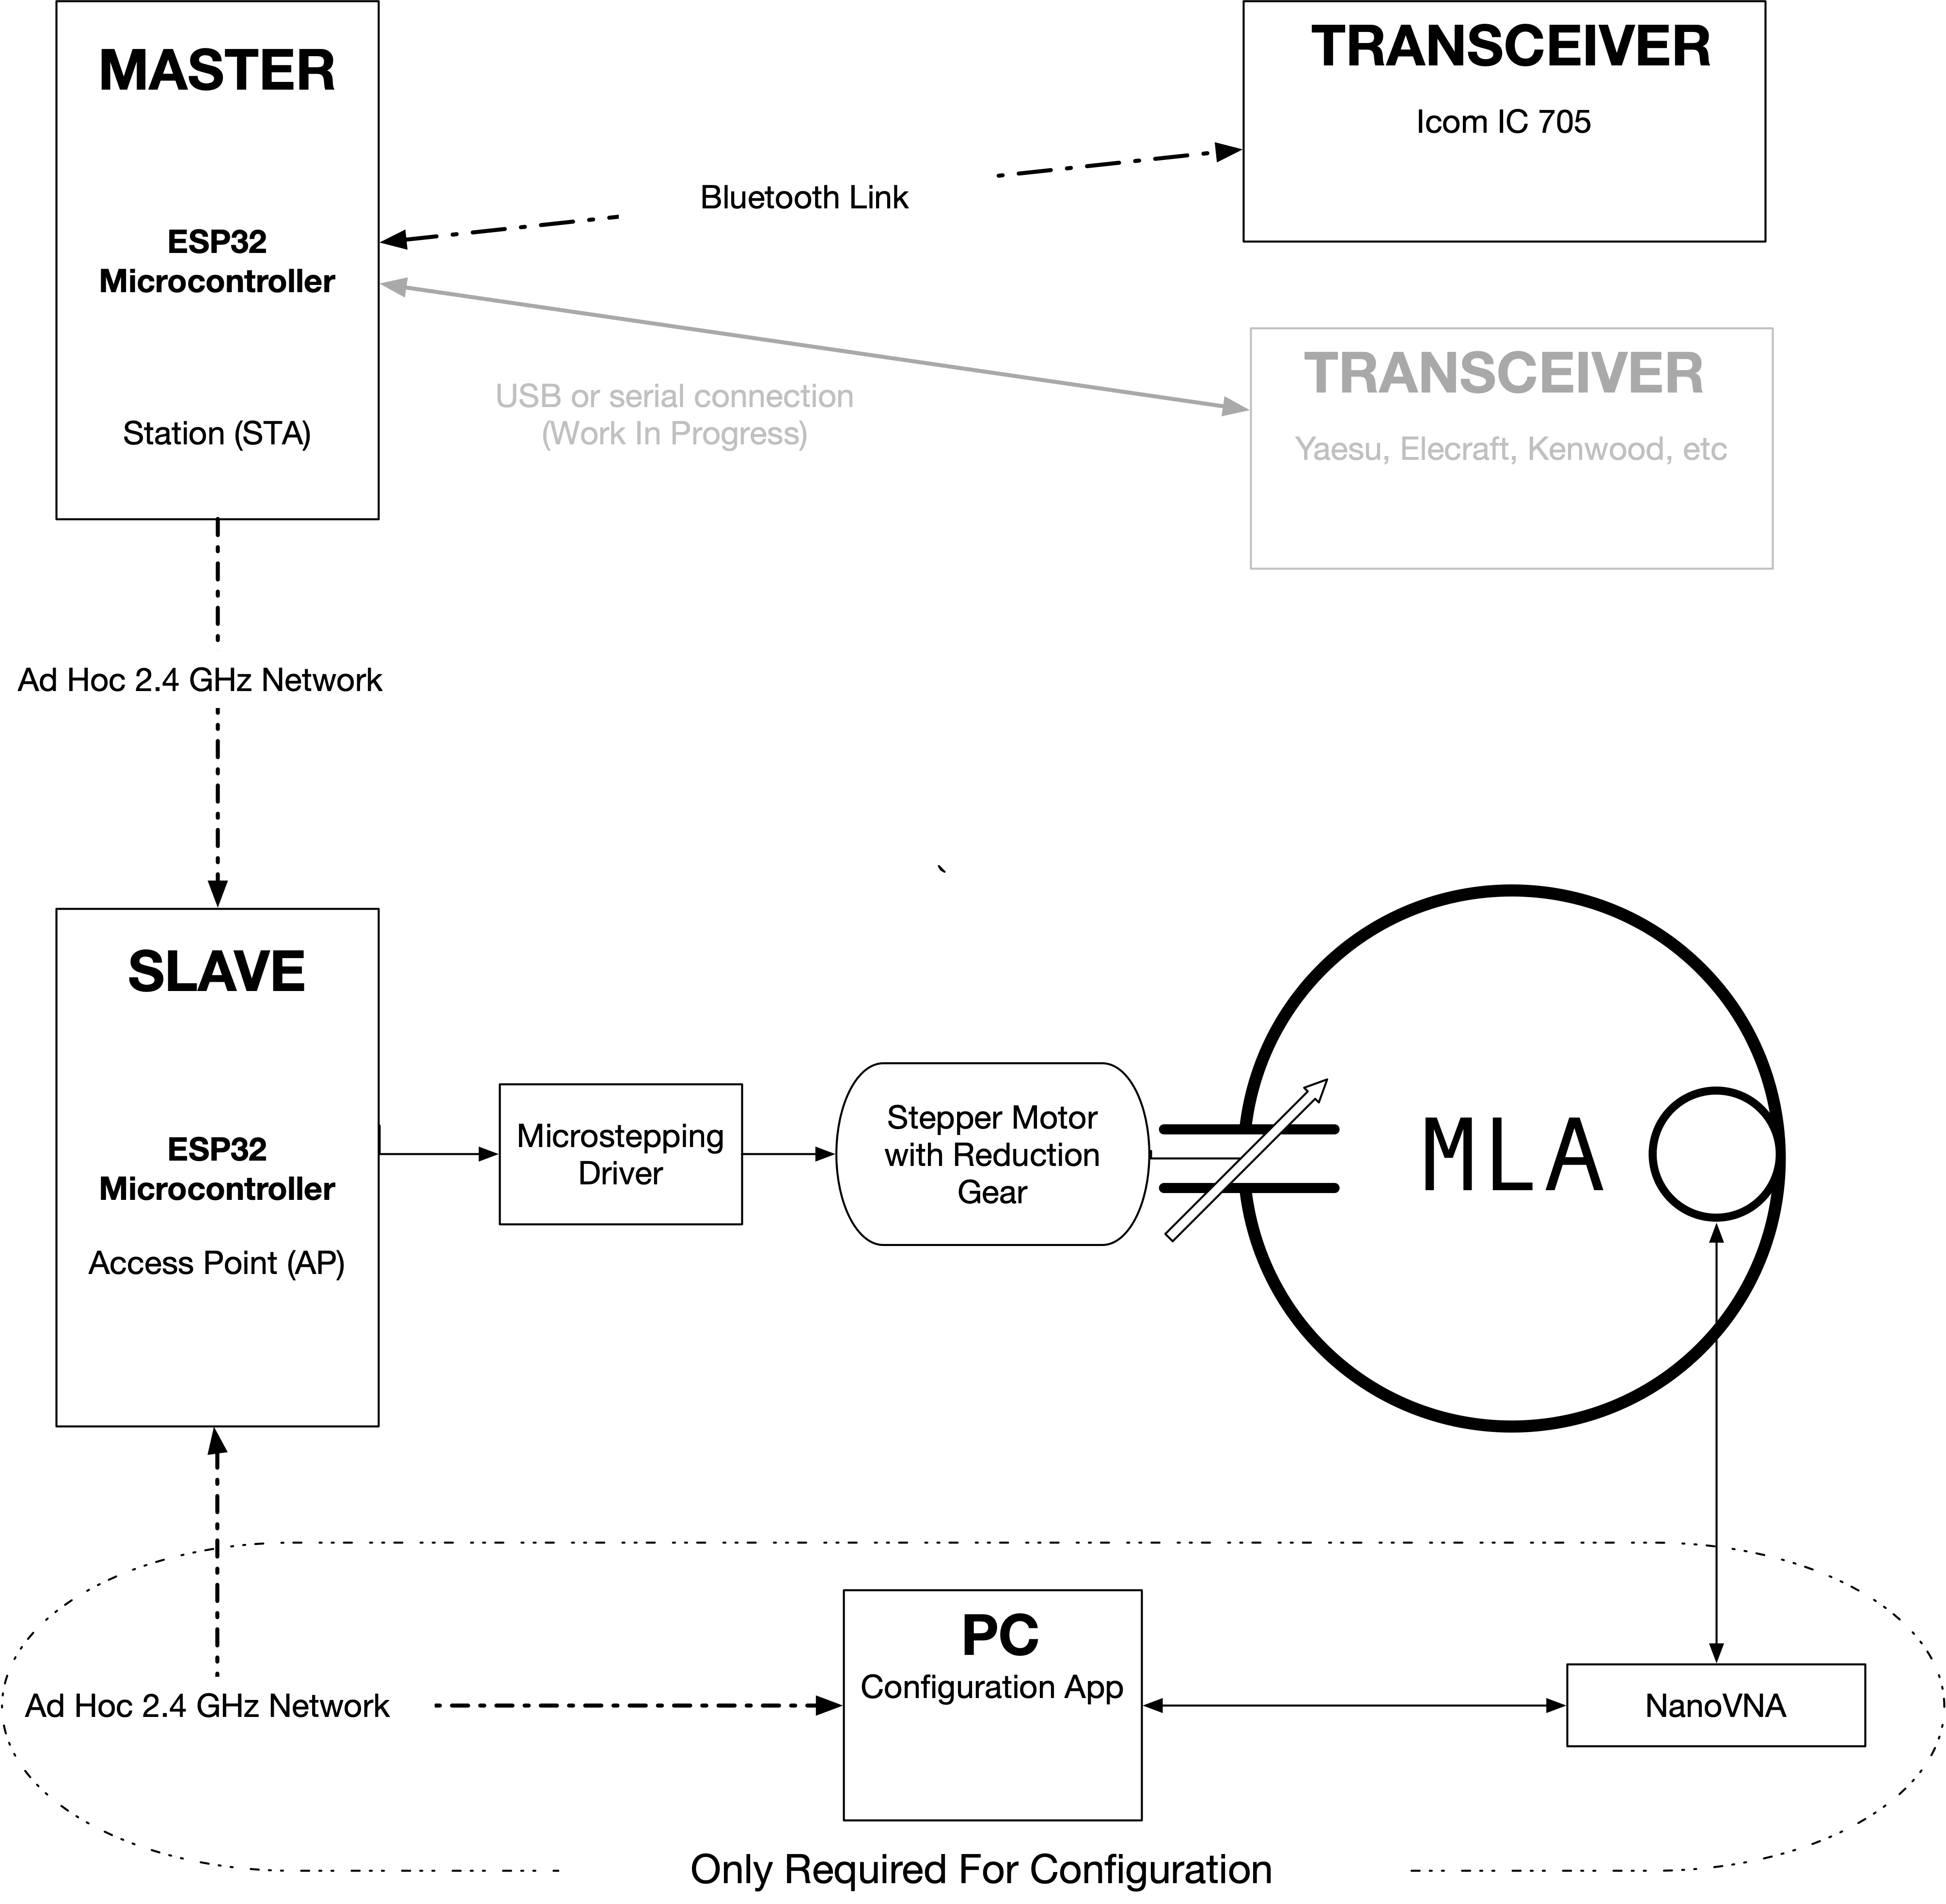 MASTER
ESP32
Microcontroller
Station (STA)
TRANSCEIVER
Icom IC 705
Bluetooth Link
USB or serial connection
(Work In Progress)
TRANSCEIVER
Yaesu, Elecraft, Kenwood, etc
Ad Hoc 2.4 GHz Network
SLAVE
ESP32
Microcontroller
Access Point (AP)
Microstepping
Driver
Stepper Motor
with Reduction
Gear
MLA
Ad Hoc 2.4 GHz Network
PC
Configuration App
NanoVNA
Only Required For Configuration